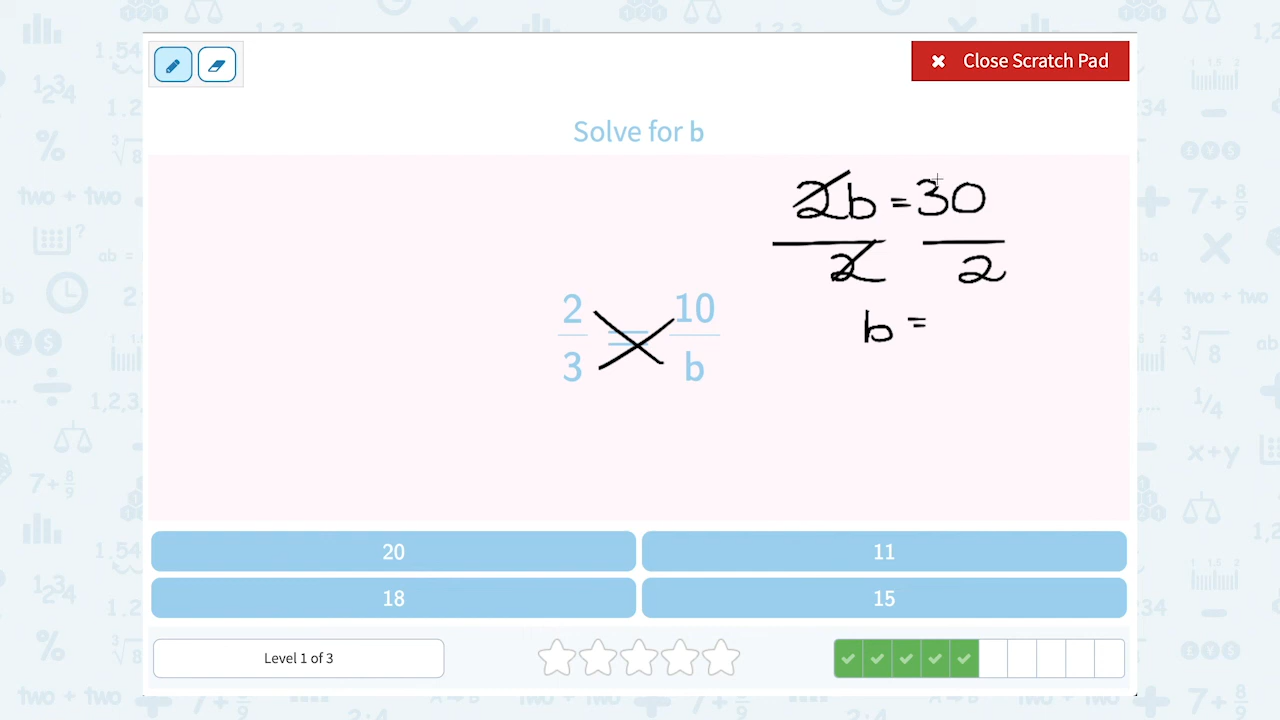 Close Scratch Pad
Solve for b
2b = 30
2 2
b =
2 = 10
3 b
20 11
18 15
Level 1 of 3